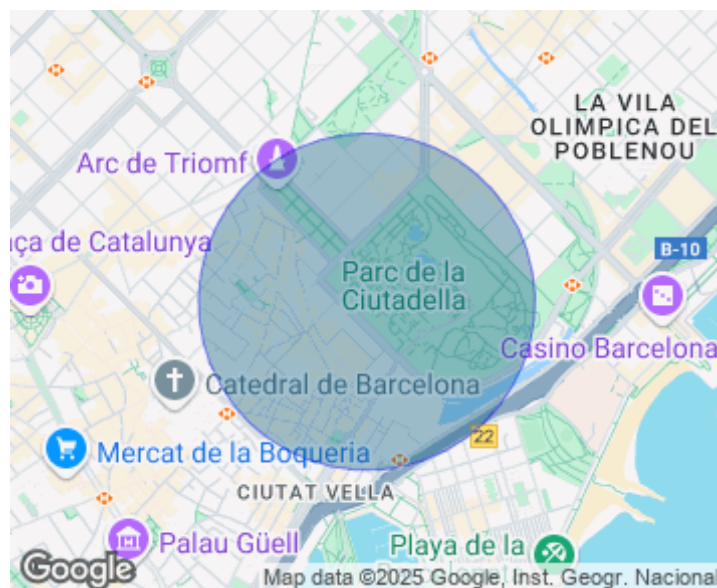 LA VILA
OLIMPICA DEL
POBLENOU
Arc de Triomf
aça de Catalunya
B-10
Parc de la
Ciutadella
Casino Barcelona
Catedral de Barcelona
22
Mercat de la Boqueria
CIUTAT VELLA
Palau Güell
Playa de la
Google
Map data ©2025 Google, Inst. Geogr. Nacional